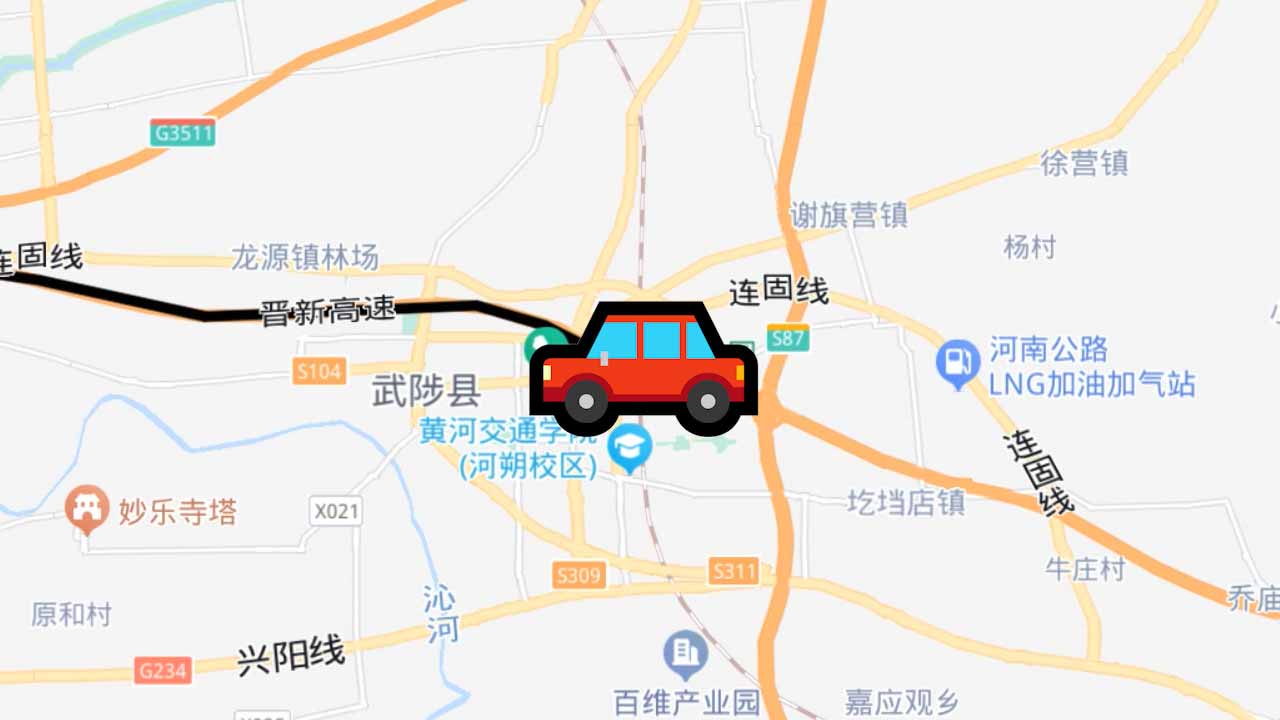 G3511
徐营镇
谢旗营镇
杨村
固线
龙源镇林场
连固线
晋新高速
S87
河南公路
LNG加油加气站
S104
武陟县
黄河交通学院
(河朔校区)
连固线
圪垱店镇
妙乐寺塔
X021
S309
S311
牛庄村
乔庙
沁河
原和村
兴阳线
G234
百维产业园
嘉应观乡